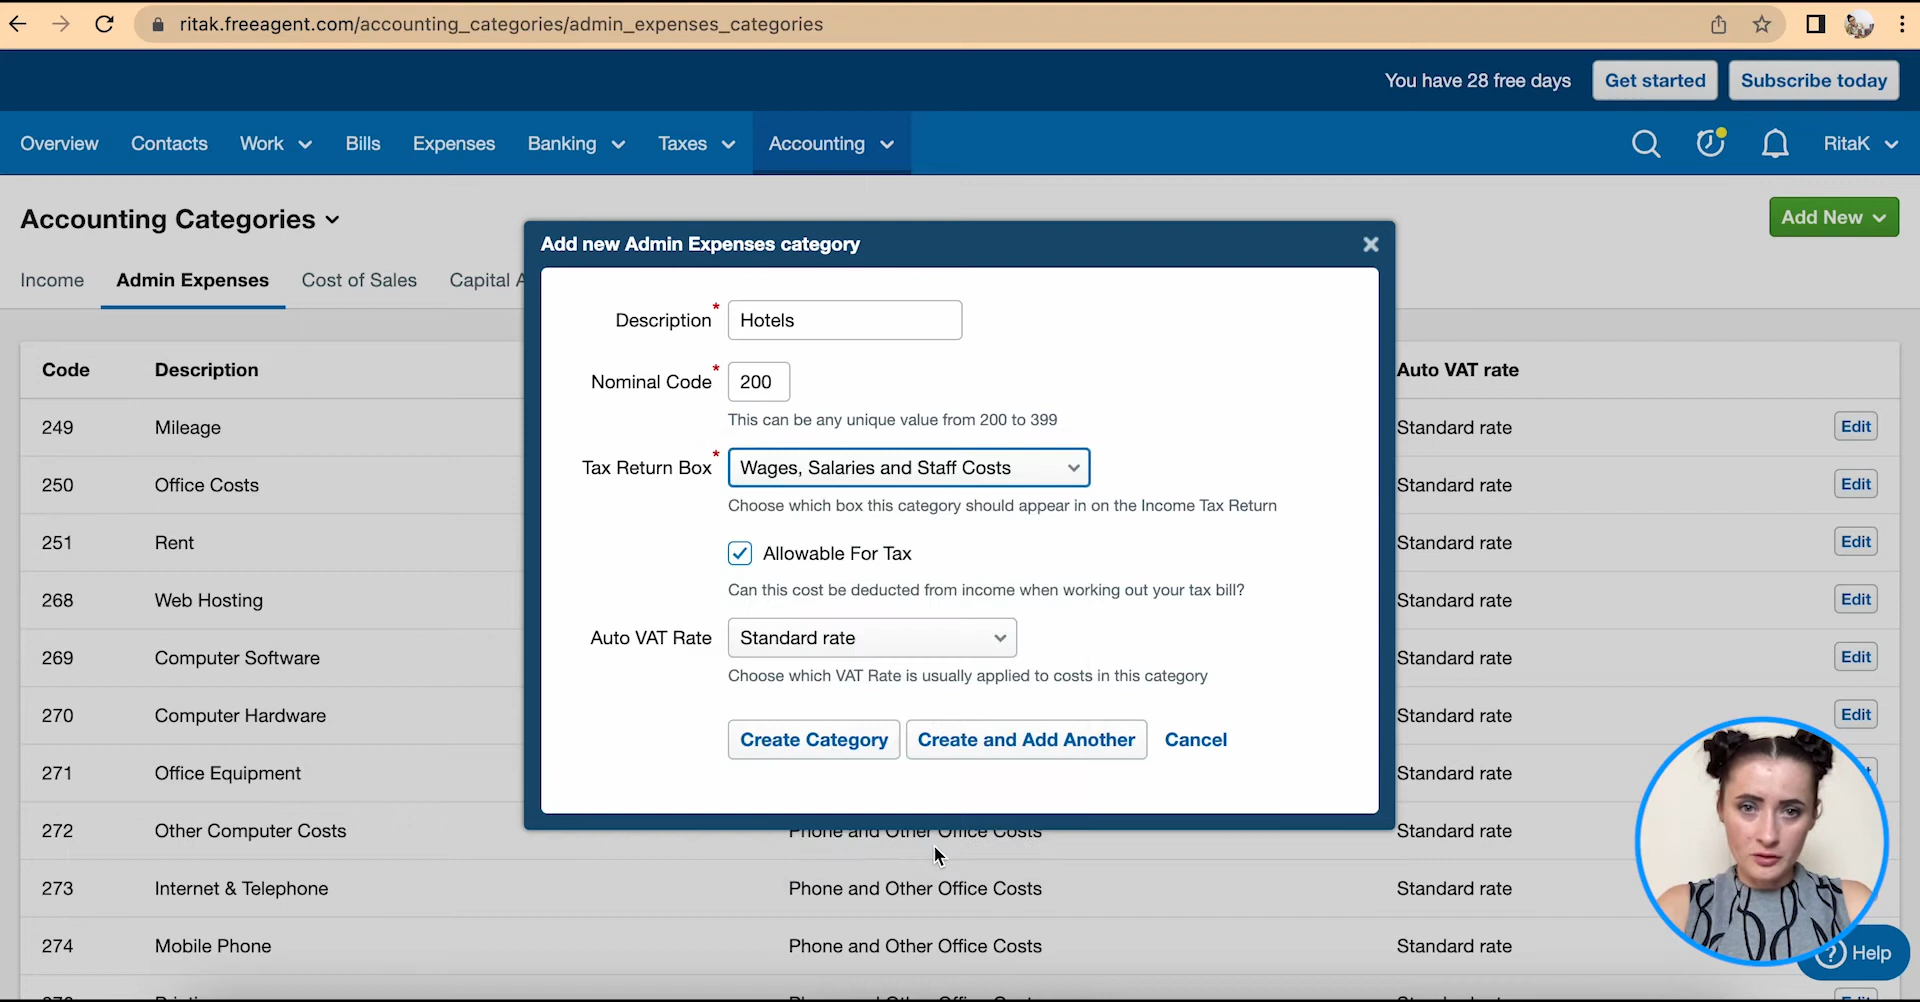 ritak.freeagent.com/accounting_categories/admin_expenses_categories
You have 28 free days
Get started
Subscribe today
Overview
Contacts
Work
Bills
Expenses
Banking
Taxes
Accounting
RitaK
Accounting Categories
Add New
Income
Admin Expenses
Cost of Sales
Capital A
Add new Admin Expenses category
Description*
Hotels
Nominal Code*
200
This can be any unique value from 200 to 399
Tax Return Box*
Wages, Salaries and Staff Costs
Choose which box this category should appear in on the Income Tax Return
Allowable For Tax
Can this cost be deducted from income when working out your tax bill?
Auto VAT Rate
Standard rate
Choose which VAT Rate is usually applied to costs in this category
Create Category
Create and Add Another
Cancel
Code Description Auto VAT rate
249 Mileage Standard rate Edit
250 Office Costs Standard rate Edit
251 Rent Standard rate Edit
268 Web Hosting Standard rate Edit
269 Computer Software Standard rate Edit
270 Computer Hardware Standard rate Edit
271 Office Equipment Standard rate
272 Other Computer Costs Phone and Other Office Costs Standard rate
273 Internet & Telephone Phone and Other Office Costs Standard rate
274 Mobile Phone Phone and Other Office Costs Standard rate
? Help